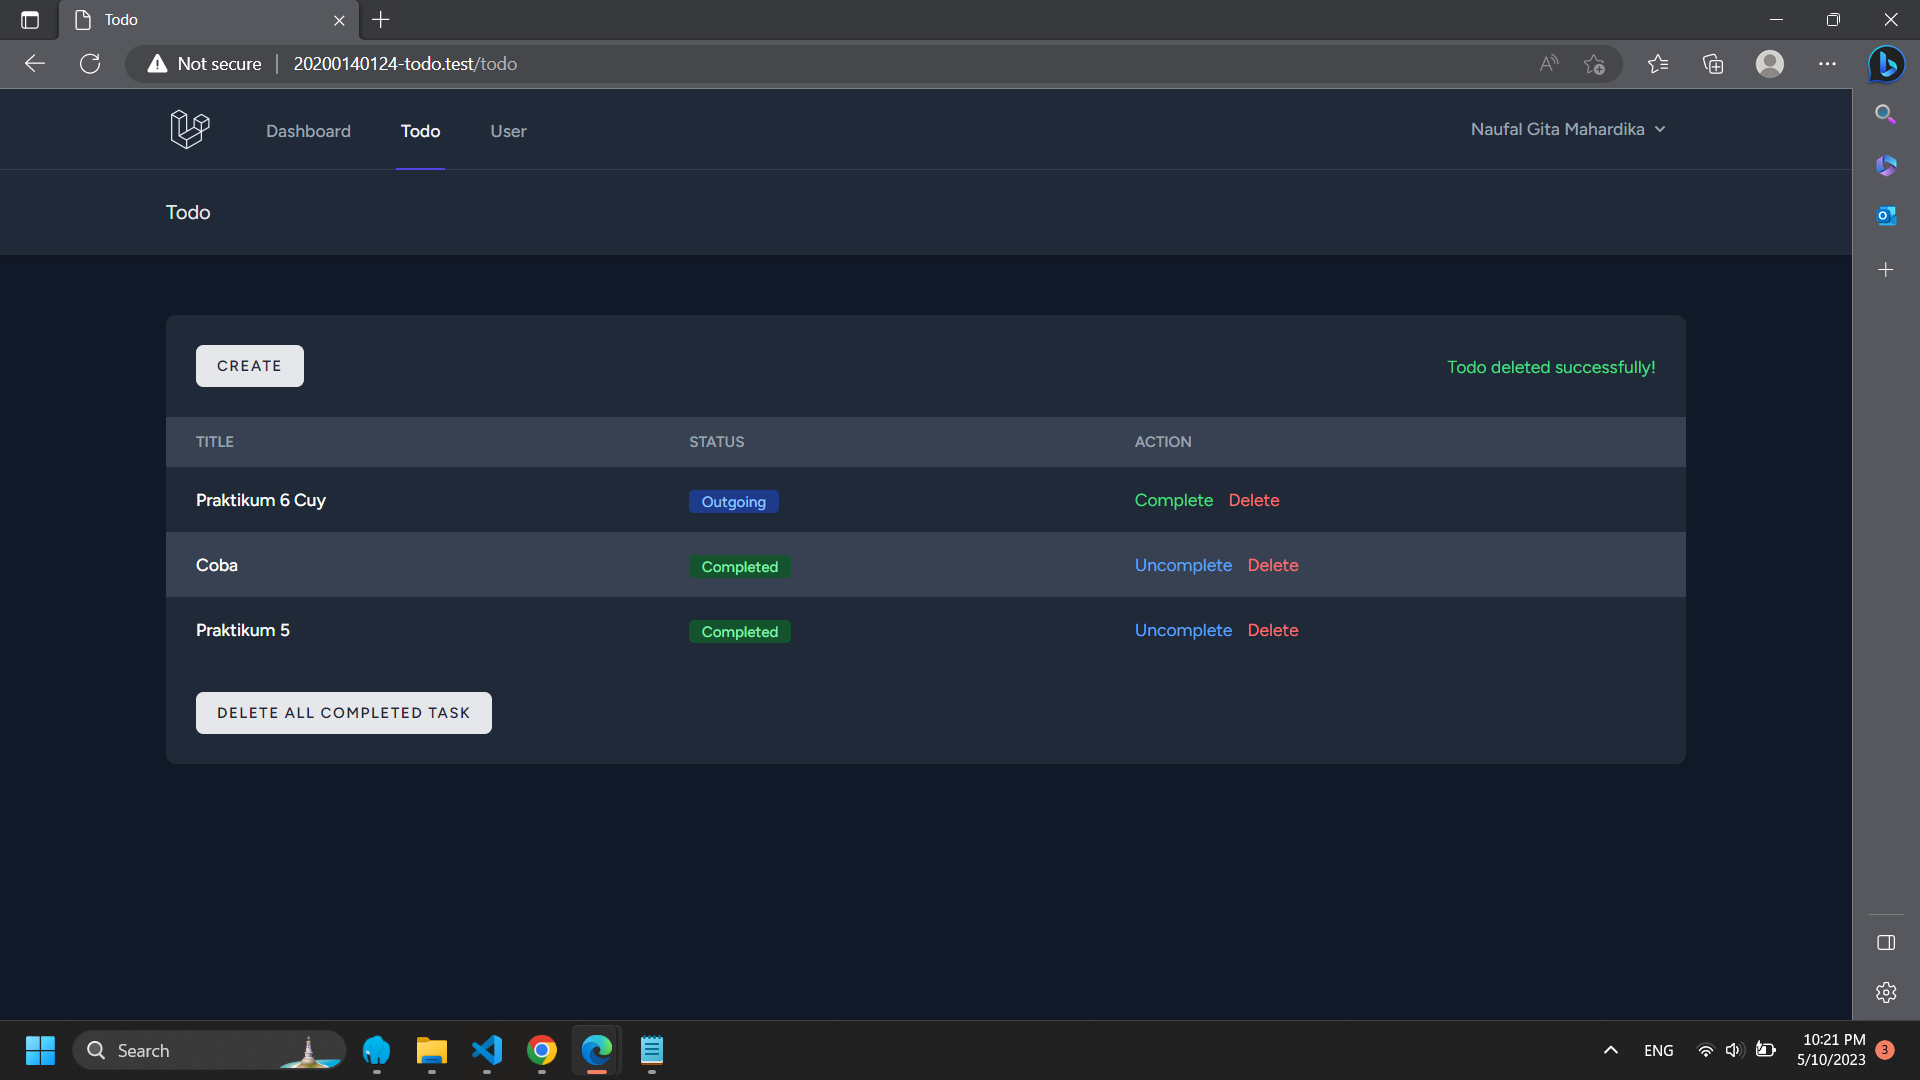 Todo
Not secure 20200140124-todo.test/todo
Dashboard Todo User Naufal Gita Mahardika
Todo
CREATE Todo deleted successfully!
TITLE STATUS ACTION
Praktikum 6 Cuy Outgoing Complete Delete
Coba Completed Uncomplete Delete
Praktikum 5 Completed Uncomplete Delete
DELETE ALL COMPLETED TASK
Search ENG 10:21 PM
5/10/2023 3